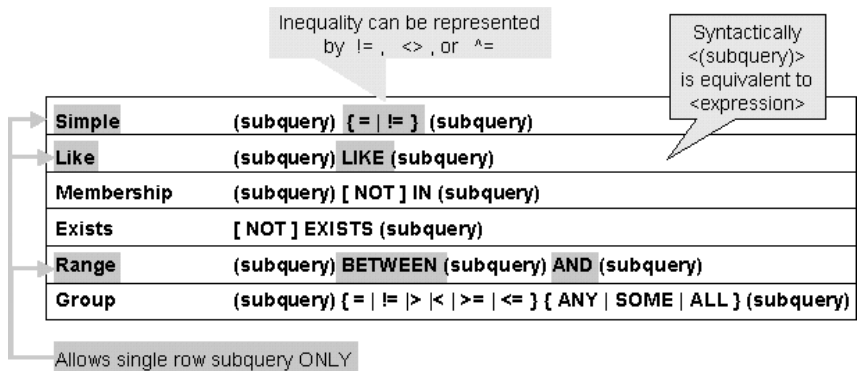 Inequality can be represented
by != , <> , or ^=
Syntactically
<(subquery)>
is equivalent to
<expression>
Simple (subquery) { = | != } (subquery)
Like (subquery) LIKE (subquery)
Membership (subquery) [ NOT ] IN (subquery)
Exists [ NOT ] EXISTS (subquery)
Range (subquery) BETWEEN (subquery) AND (subquery)
Group (subquery) { = | != |> |< | >= | <= } { ANY | SOME | ALL } (subquery)
Allows single row subquery ONLY